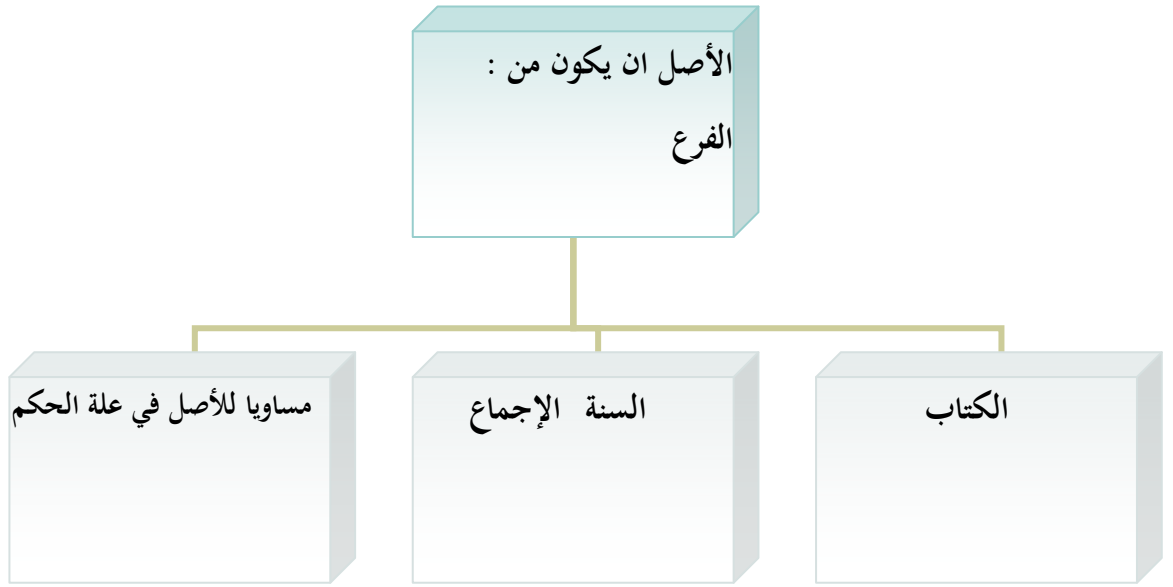 الأصل ان يكون من :
الفرع
الكتاب
السنة الإجماع
مساويا للأصل في علة الحكم